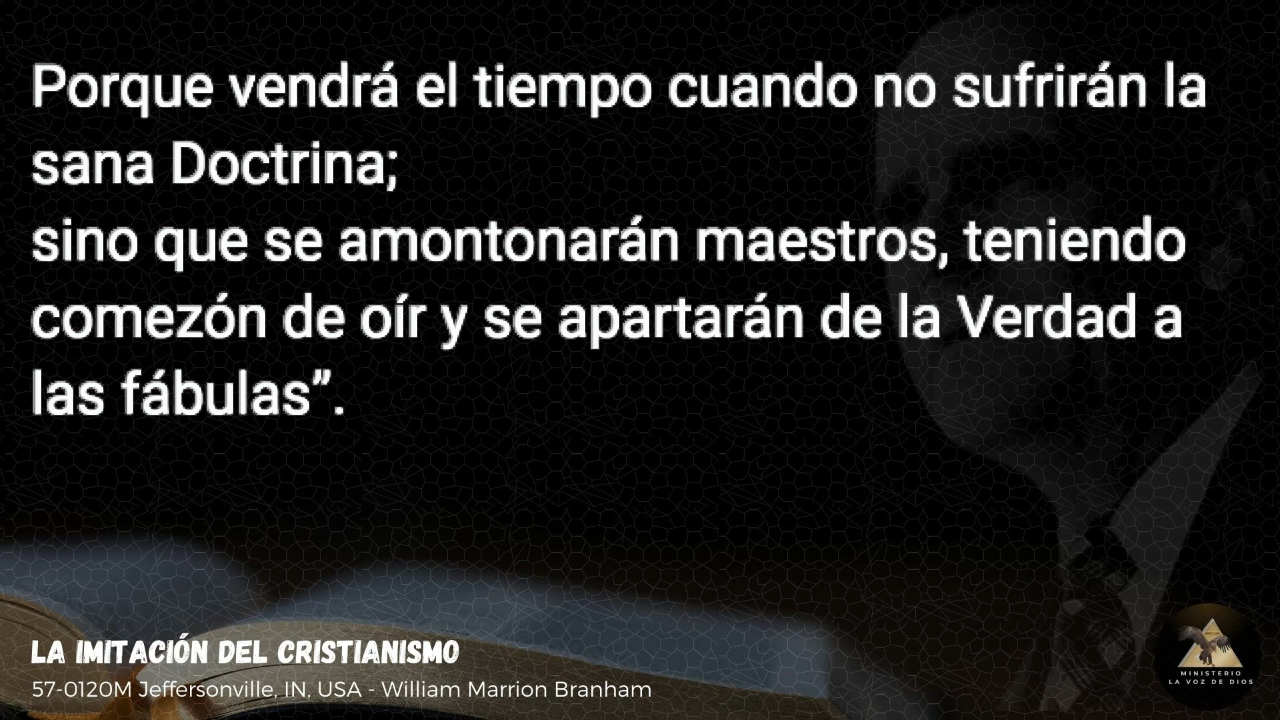 Porque vendrá el tiempo cuando no sufrirán la
sana Doctrina;
sino que se amontonarán maestros, teniendo
comezón de oír y se apartarán de la Verdad a
las fábulas”.
LA IMITACIÓN DEL CRISTIANISMO
57-0120M Jeffersonville, IN, USA - William Marrion Branham
MINISTERIO
LA VOZ DE DIOS